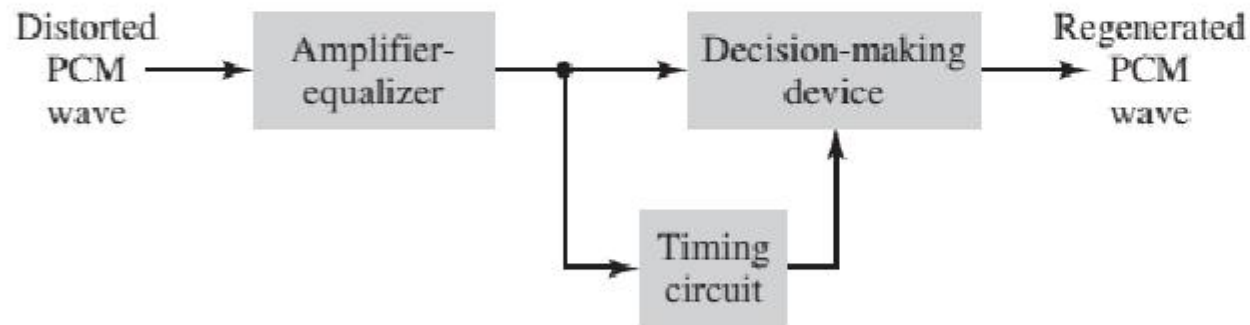 Distorted
PCM
wave
Amplifier-
equalizer
Decision-making
device
Regenerated
PCM
wave
Timing
circuit